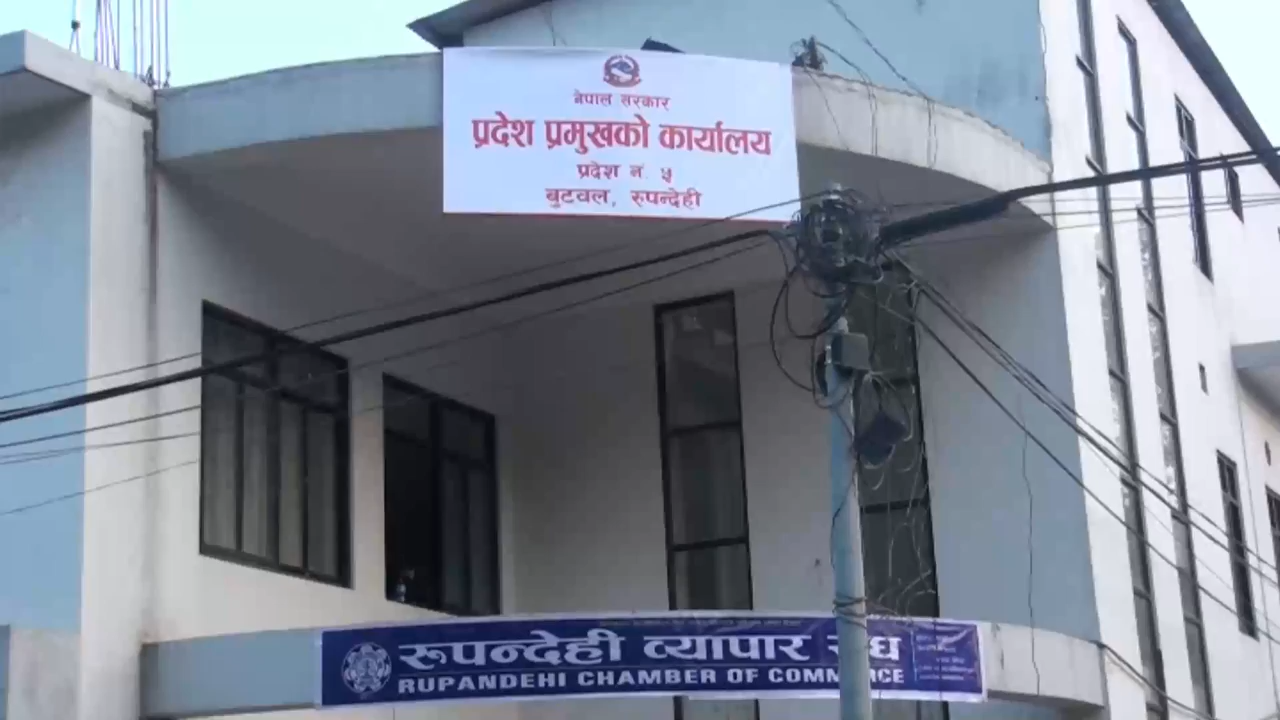 नेपाल सरकार
प्रदेश प्रमुखको कार्यालय
प्रदेश न. ५
बुटवल, रुपन्देही
रूपन्देही व्यापार संघ
RUPANDEHI CHAMBER OF COMMERCE